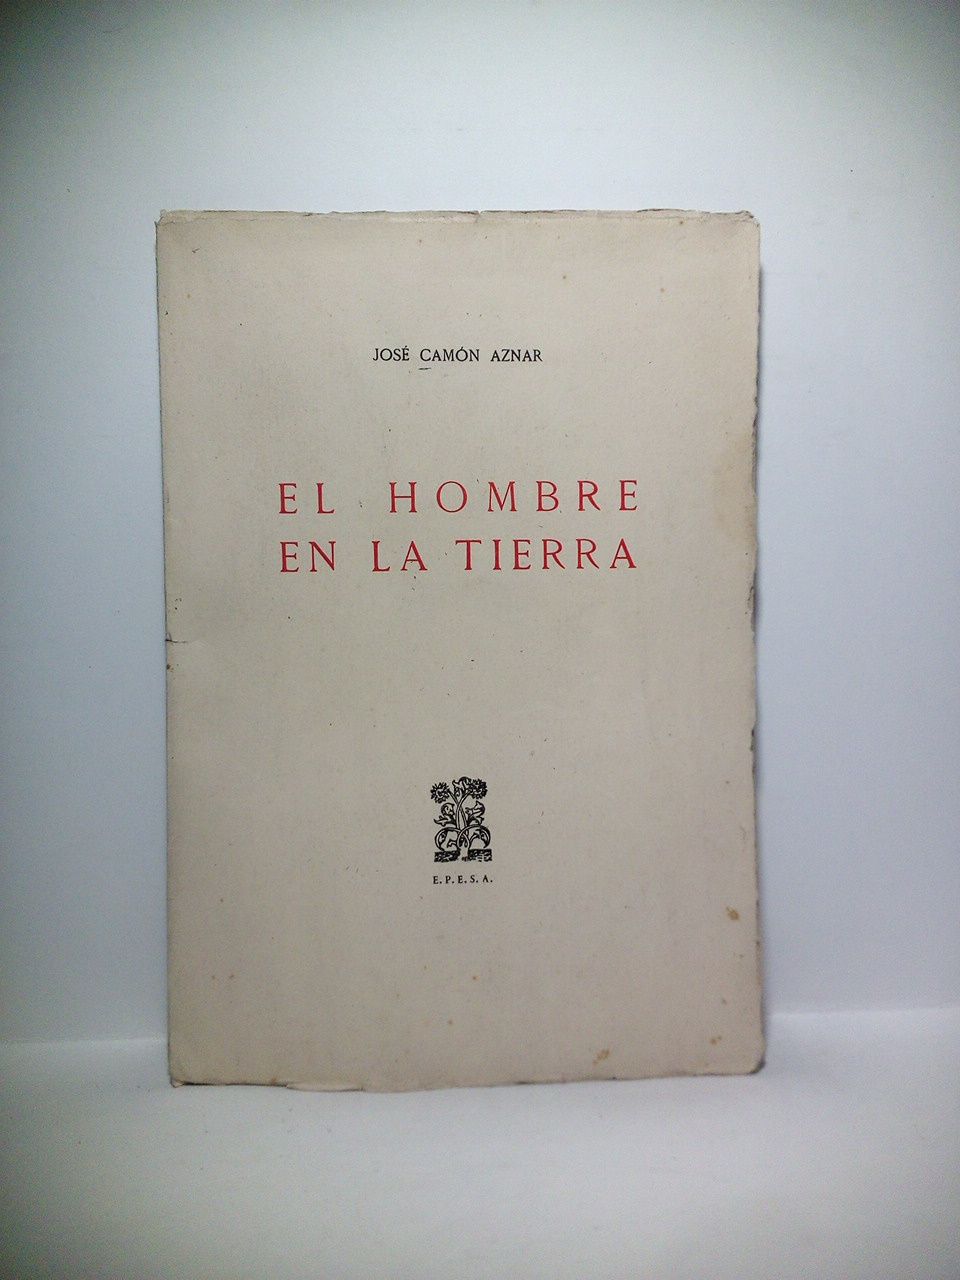 JOSÉ CAMÓN AZNAR
EL HOMBRE
EN LA TIERRA
E.P.E.S.A.